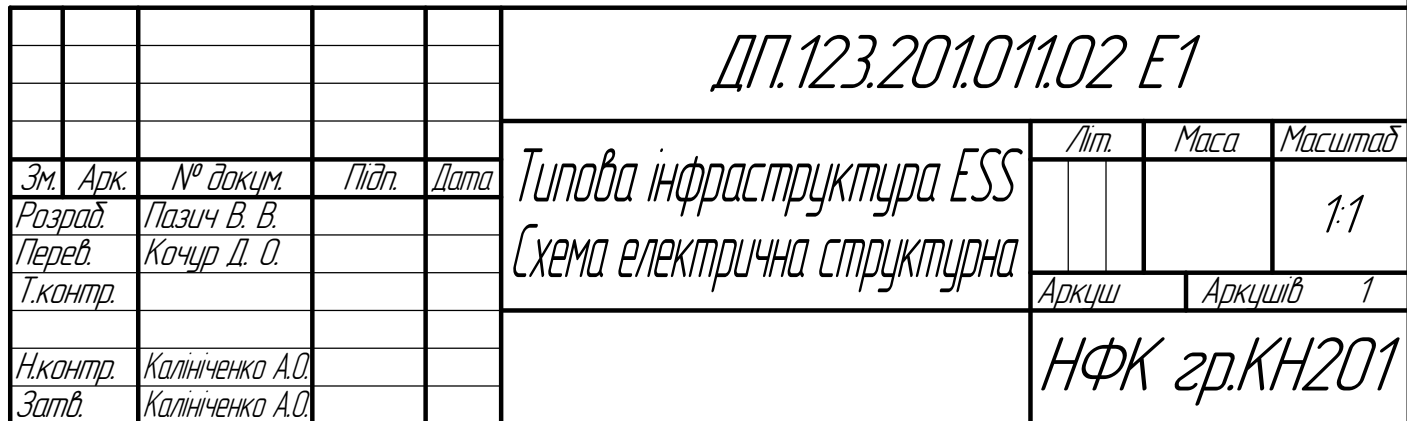 ДП.123.201.011.02 Е1
Типова інфраструктура ESS
Схема електрична структурна
Літ. Маса Масштаб
1:1
Аркуш Аркушів 1
НФК гр.КН201
Зм. Арк. № докум. Підп. Дата
Розраб. Пазич В. В.
Перев. Кочур Д. О.
Т.контр.
Н.контр. Калініченко А.О.
Затв. Калініченко А.О.